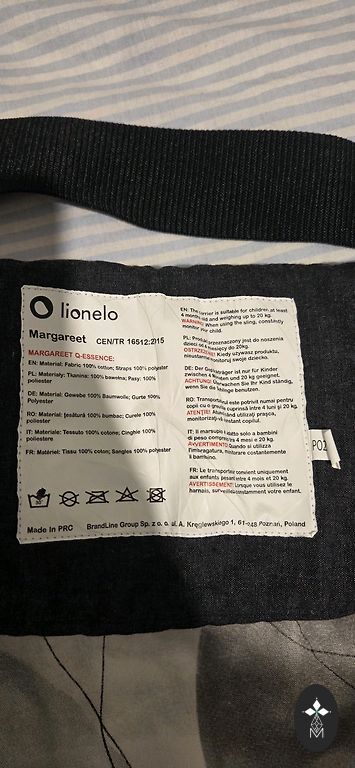 lionelo
Margareet CEN/TR 16512:2015
MARGAREET Q-ESSENCE:
EN: Material: Fabric 100% cotton; Straps 100% polyester
PL: Materiały: Tkanina: 100% bawełna; Pasy: 100%
poliester
DE: Material: Gewebe 100% Baumwolle; Gurte 100%
Polyester
RO: Material: Țesătură 100% bumbac; Curele 100%
poliester
IT: Materiale: Tessuto 100% cotone; Cinghie 100%
poliestere
FR: Matériel: Tissu 100% coton; Sangles 100% polyester
30
Made in PRC
EN: The carrier is suitable for children at least
4 months old and weighing up to 20 kg.
WARNING! When using the sling, constantly
monitor your child.
PL: Produkt przeznaczony jest do noszenia
dzieci od 4 miesięcy do 20kg.
OSTRZEŻENIE! Kiedy używasz produktu,
nieustannie monitoruj swoje dziecko.
DE: Der Gurtträger ist nur für Kinder
zwischen 4 Wochen und 20 kg geeignet.
ACHTUNG! Überwachen Sie Ihr Kind ständig,
wenn Sie die Schlinge benutzen.
RO: Transportorul este potrivit numai pentru
copii cu o greutate cuprinsă între 4 luni și 20 kg.
ATENȚIE! Atunci când utilizați praștia,
monitorizați constant copilul.
IT: Il marsupio è adatto solo a bambini
di peso compreso tra 4 mesi e 20 kg.
AVVERTIMENTO! Quando si utilizza
l'imbragatura, monitorare costantemente
il bambino.
FR: Le transporteur convient uniquement
aux enfants pesant entre 4 mois et 20 kg.
AVERTISSEMENT! Lorsque vous utilisez le
harnais, surveillez constamment votre enfant.
BrandLine Group Sp. z o. o. ul. A. Kręglewskiego 1, 61-248 Poznań, Poland
PO2
M